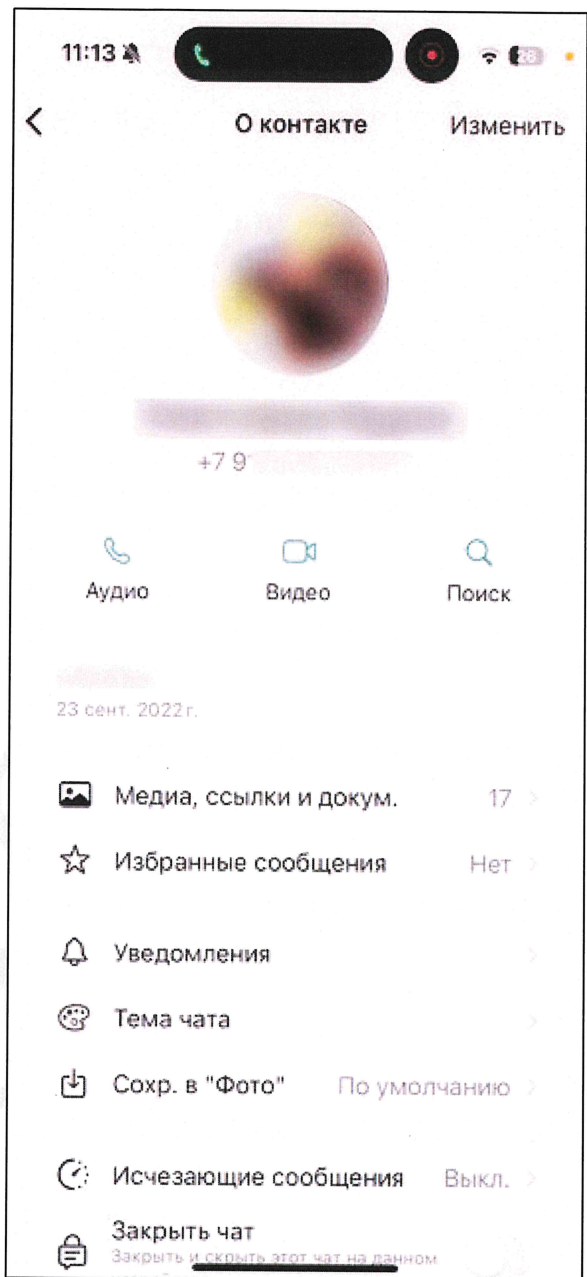 11:13
28
О контакте Изменить
+7 9
Аудио Видео Поиск
23 сент. 2022 г.
Медиа, ссылки и докум. 17
Избранные сообщения Нет
Уведомления
Тема чата
Сохр. в "Фото" По умолчанию
Исчезающие сообщения Выкл.
Закрыть чат
Закрыть и скрыть этот чат на данном